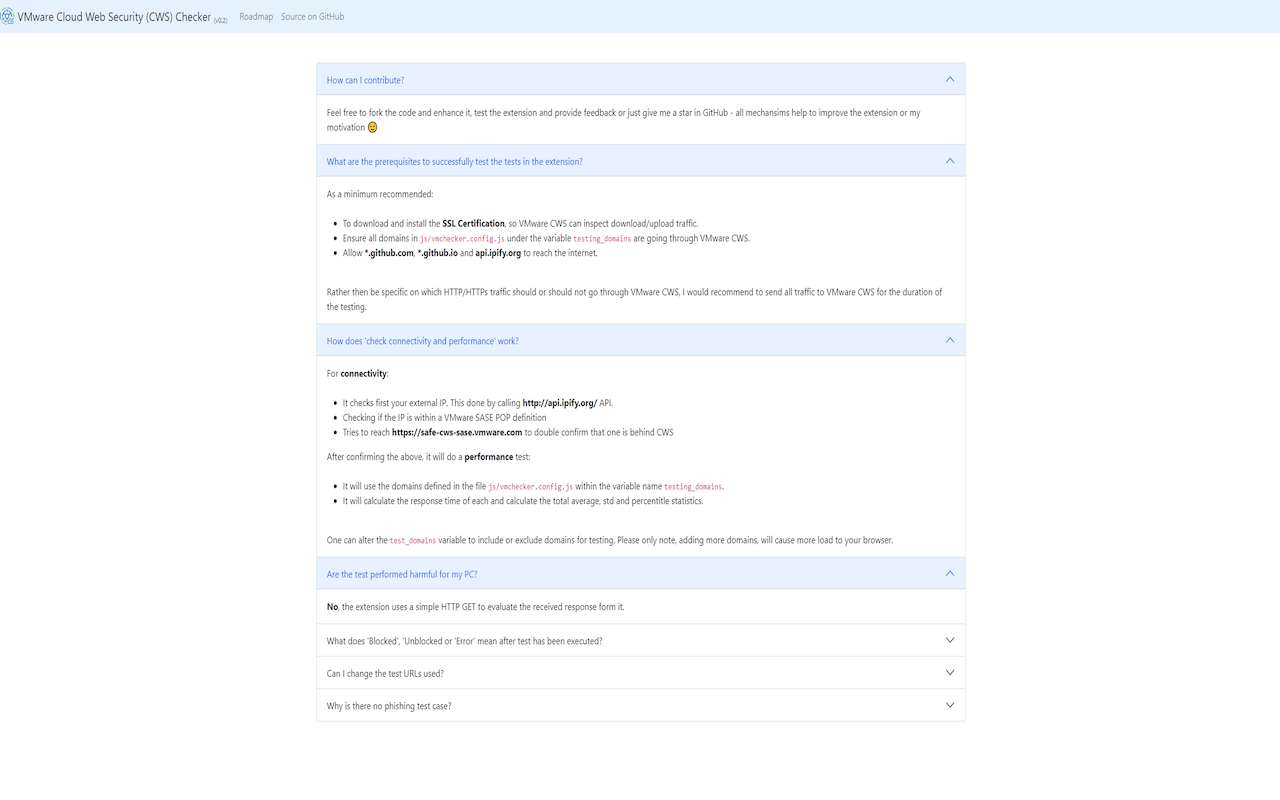 VMware Cloud Web Security (CWS) Checker (v0.2) Roadmap Source on GitHub
How can I contribute?
Feel free to fork the code and enhance it, test the extension and provide feedback or just give me a star in GitHub - all mechansims help to improve the extension or my
motivation 🙂
What are the prerequisites to successfully test the tests in the extension?
As a minimum recommended:
• To download and install the SSL Certification, so VMware CWS can inspect download/upload traffic.
• Ensure all domains in js/vmchecker.config.js under the variable testing_domains are going through VMware CWS.
• Allow *.github.com, *.github.io and api.ipify.org to reach the internet.
Rather then be specific on which HTTP/HTTPs traffic should or should not go through VMware CWS, I would recommend to send all traffic to VMware CWS for the duration of
the testing.
How does 'check connectivity and performance' work?
For connectivity:
• It checks first your external IP. This done by calling http://api.ipify.org/ API.
• Checking if the IP is within a VMware SASE POP definition
• Tries to reach https://safe-cws-sase.vmware.com to double confirm that one is behind CWS
After confirming the above, it will do a performance test:
• It will use the domains defined in the file js/vmchecker.config.js within the variable name testing_domains.
• It will calculate the response time of each and calculate the total average, std and percentitle statistics.
One can alter the test_domains variable to include or exclude domains for testing. Please only note, adding more domains, will cause more load to your browser.
Are the test performed harmful for my PC?
No, the extension uses a simple HTTP GET to evaluate the received response form it.
What does 'Blocked', 'Unblocked or 'Error' mean after test has been executed?
Can I change the test URLs used?
Why is there no phishing test case?